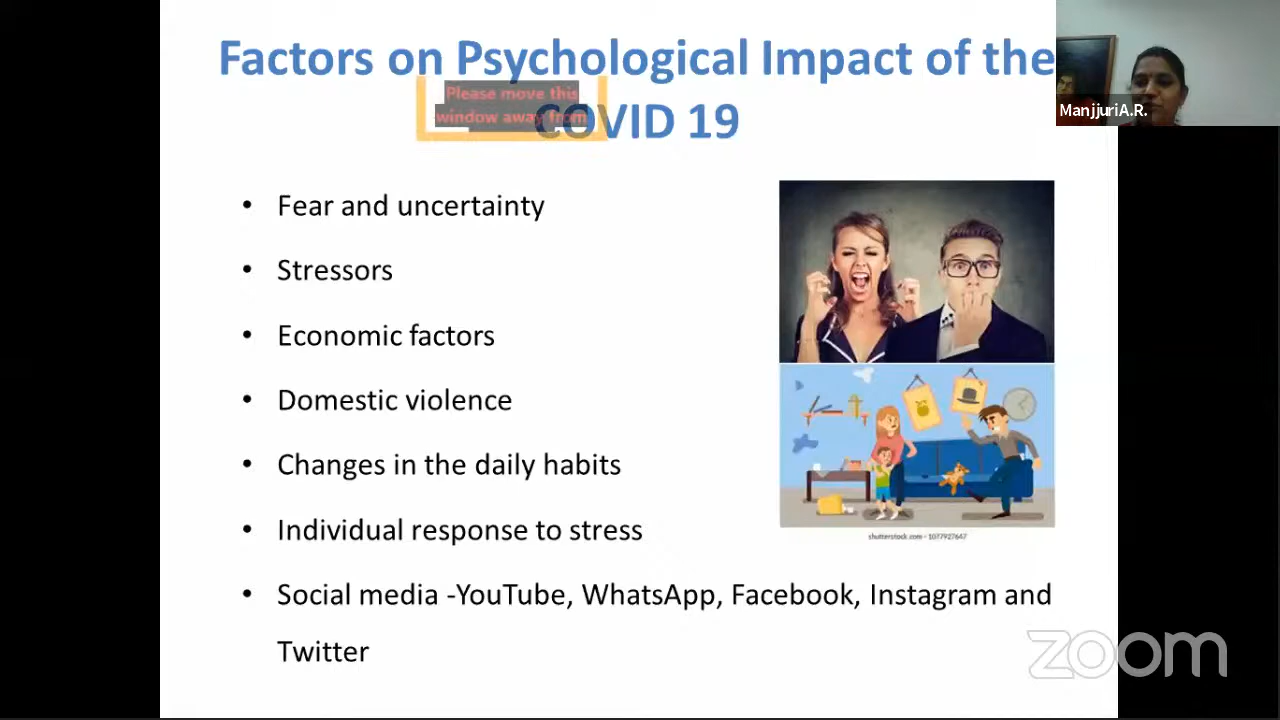 Factors on Psychological Impact of the
COVID 19
Please move this
window away from
ManjjuriA.R.
• Fear and uncertainty
• Stressors
• Economic factors
• Domestic violence
• Changes in the daily habits
• Individual response to stress
• Social media -YouTube, WhatsApp, Facebook, Instagram and
Twitter
shutterstock.com • 1077927647
zoom